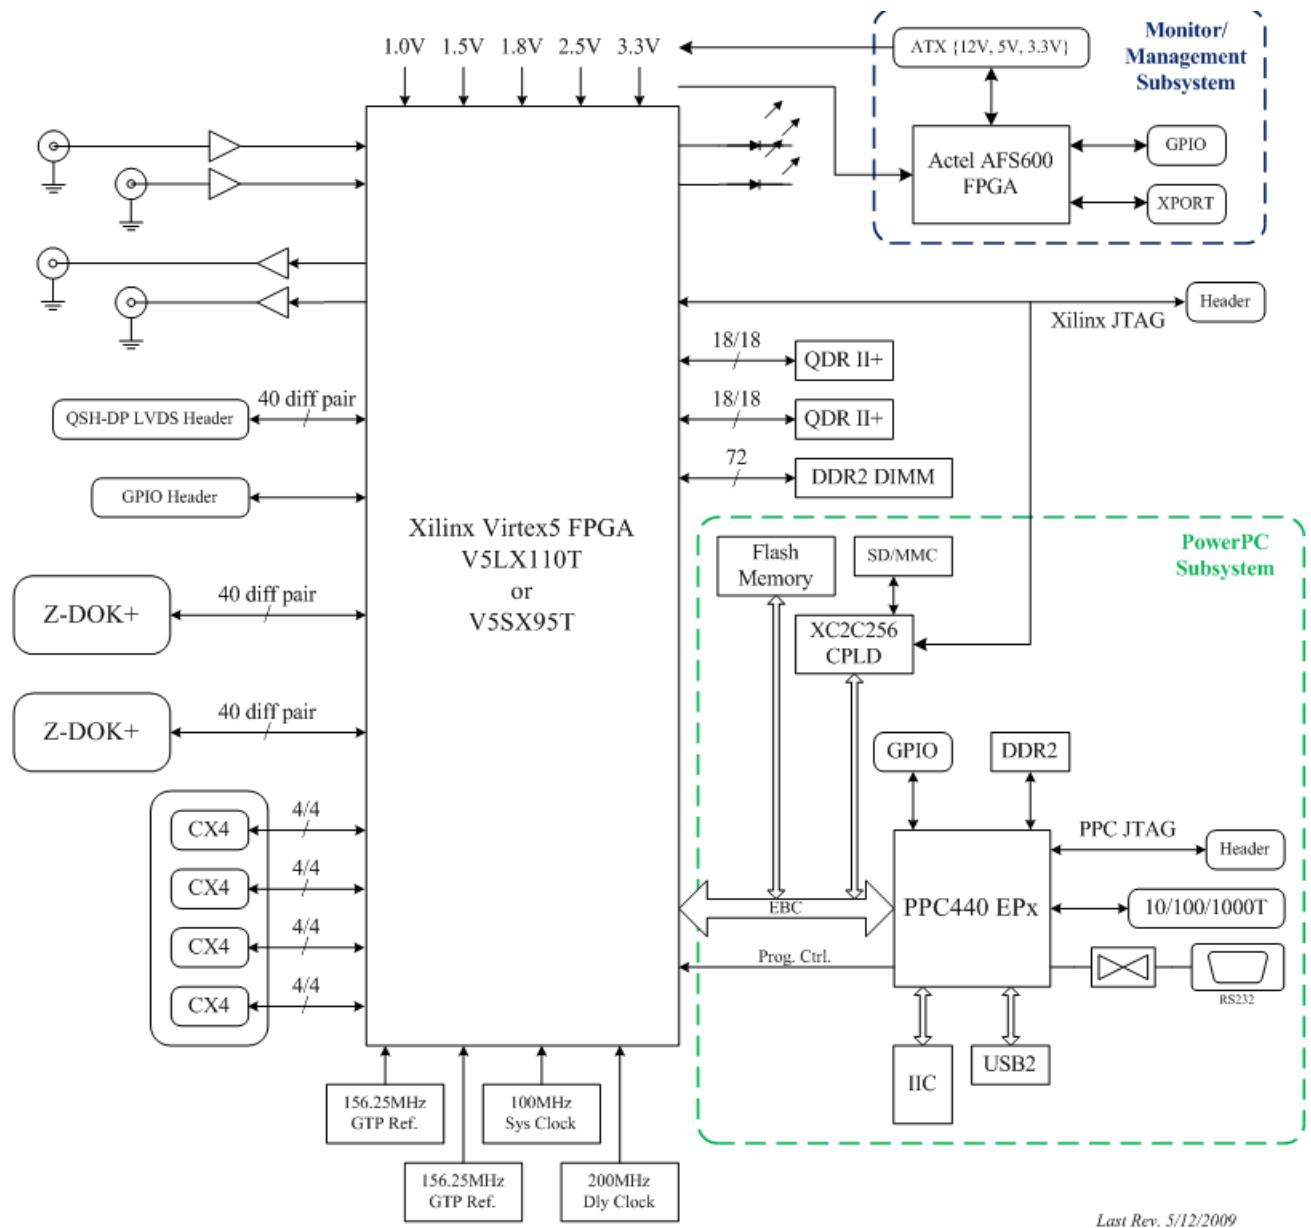 1.0V
1.5V
1.8V
2.5V
3.3V
ATX {12V, 5V, 3.3V}
Monitor/
Management
Subsystem
Actel AFS600
FPGA
GPIO
XPORT
Xilinx JTAG
Header
18/18
QDR II+
18/18
QDR II+
72
DDR2 DIMM
QSH-DP LVDS Header
40 diff pair
GPIO Header
Z-DOK+
40 diff pair
Z-DOK+
40 diff pair
Xilinx Virtex5 FPGA
V5LX110T
or
V5SX95T
CX4
4/4
CX4
4/4
CX4
4/4
CX4
4/4
PowerPC
Subsystem
Flash
Memory
SD/MMC
XC2C256
CPLD
GPIO
DDR2
PPC JTAG
Header
EBC
PPC440 EPx
10/100/1000T
Prog. Ctrl.
RS232
IIC
USB2
156.25MHz
GTP Ref.
100MHz
Sys Clock
156.25MHz
GTP Ref.
200MHz
Dly Clock
Last Rev. 5/12/2009